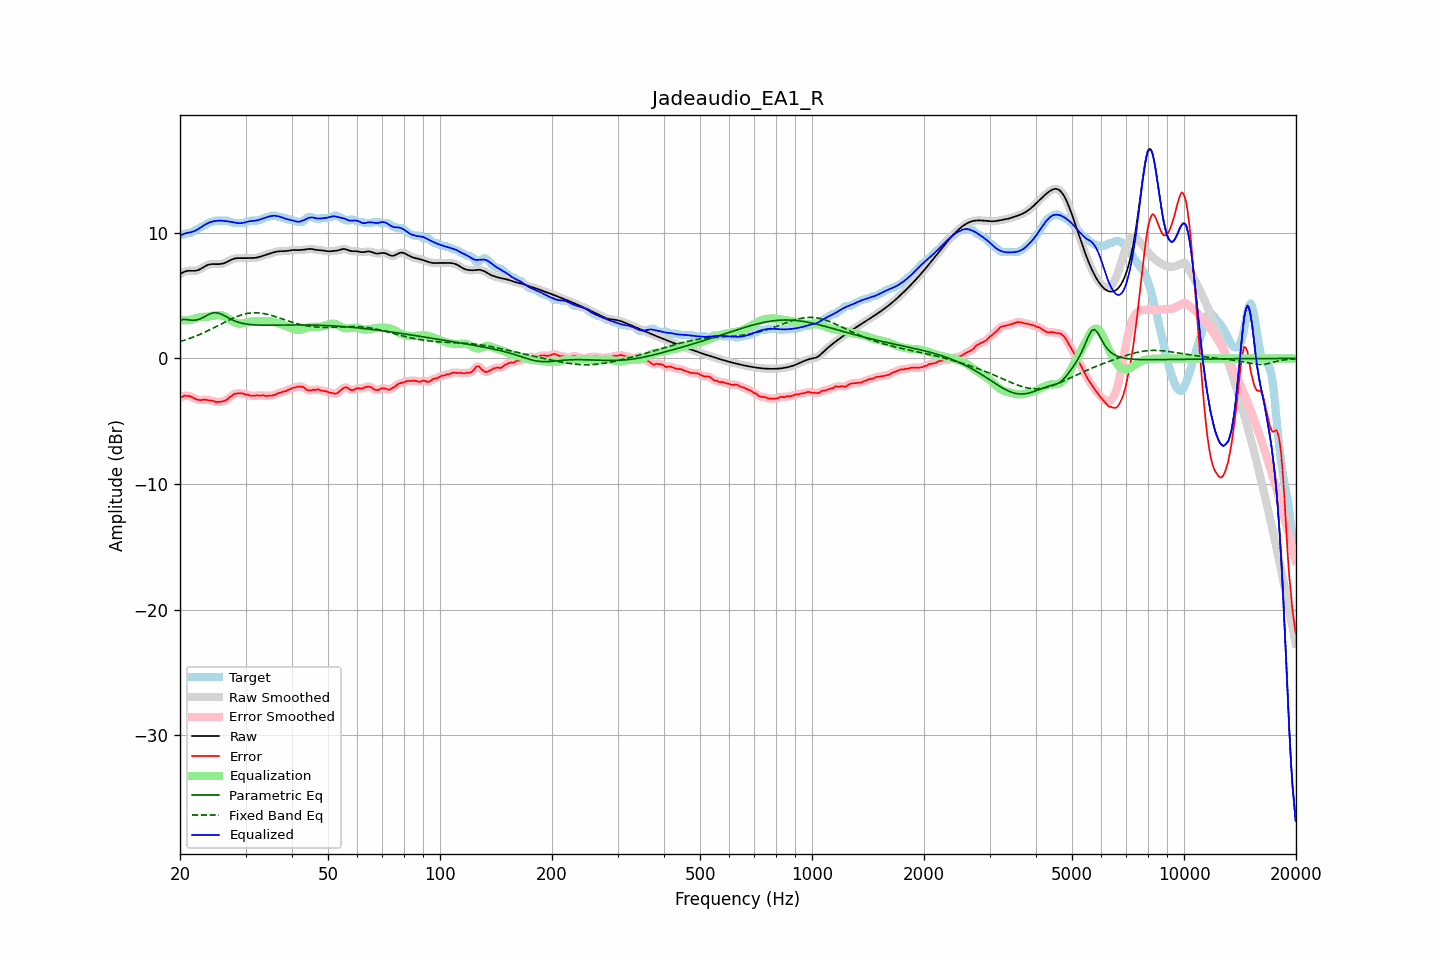 Jadeaudio_EA1_R
Amplitude (dBr)
10
0
−10
−20
−30
Target
Raw Smoothed
Error Smoothed
Raw
Error
Equalization
Parametric Eq
Fixed Band Eq
Equalized
20 50 100 200 500 1000 2000 5000 10000 20000
Frequency (Hz)